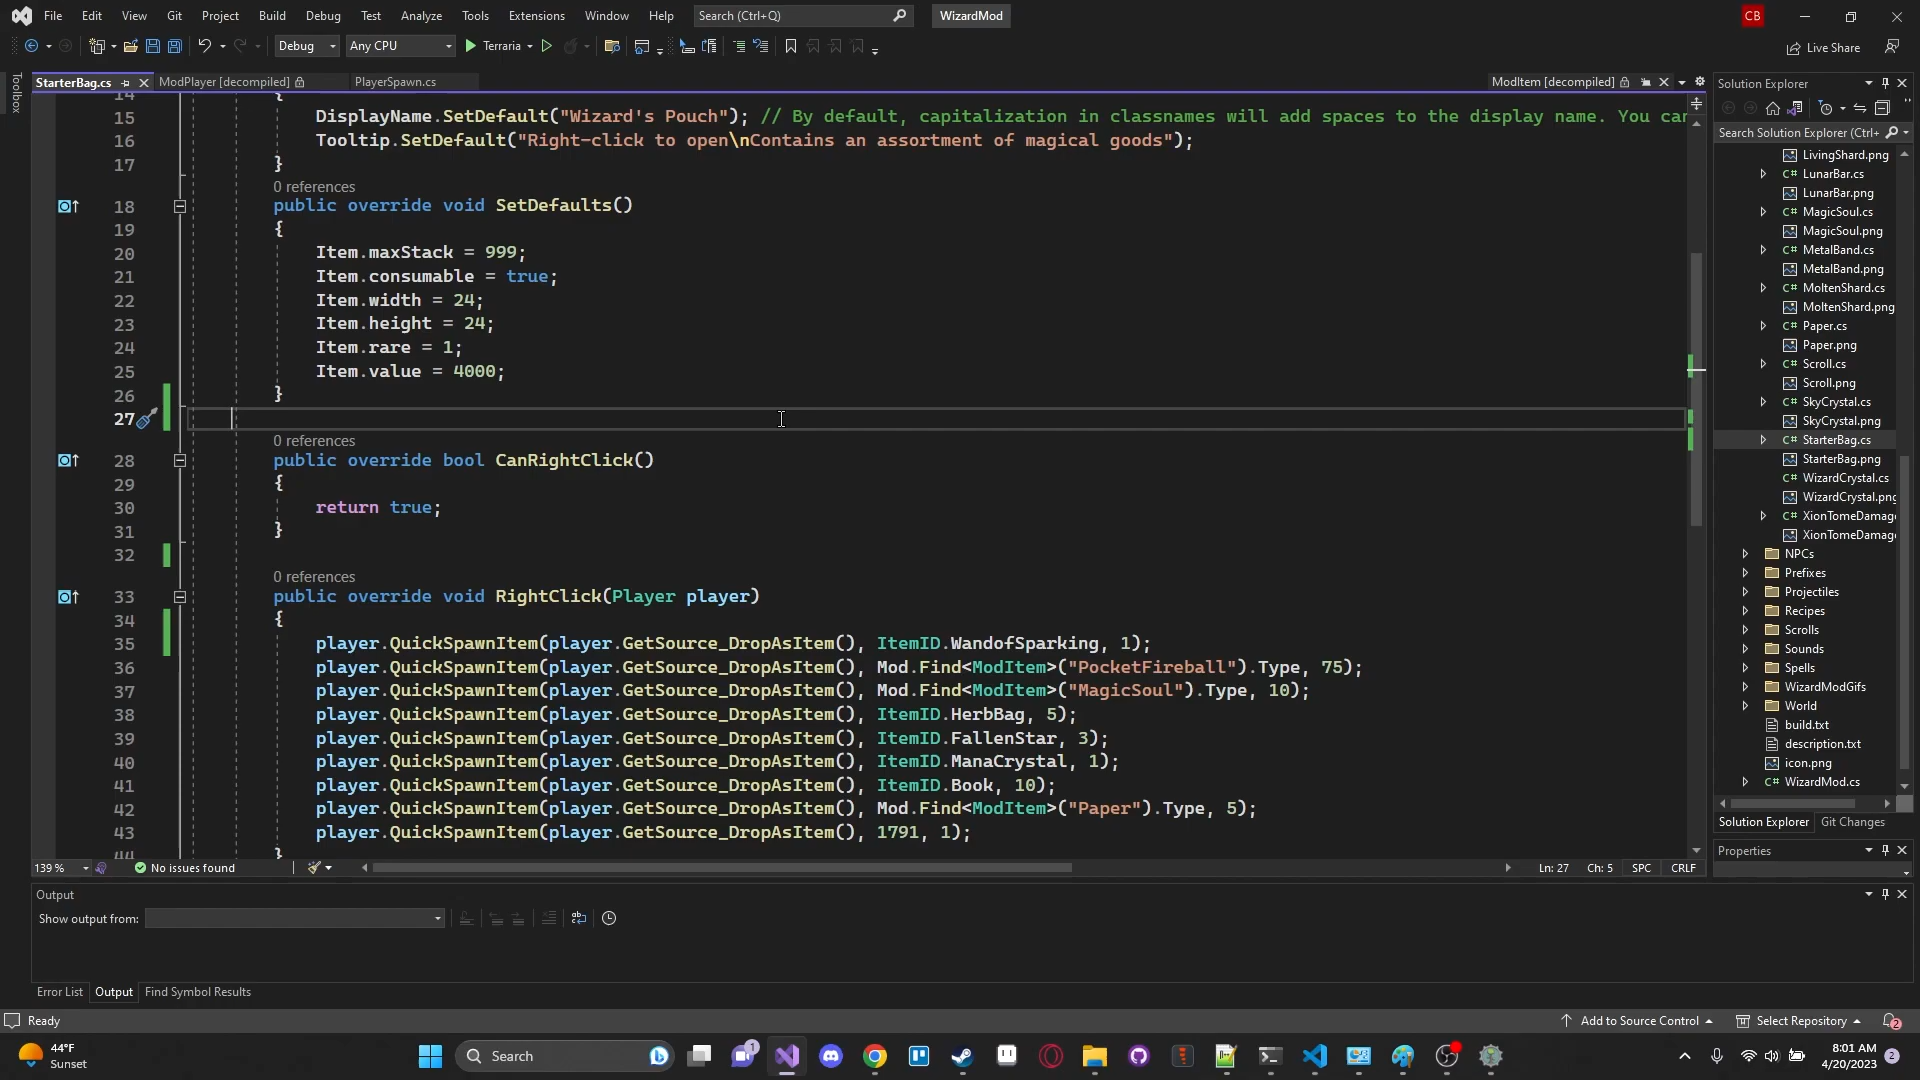 File Edit View Git Project Build Debug Test Analyze Tools Extensions Window Help Search (Ctrl+Q) WizardMod CB
Debug Any CPU Terraria Live Share
Toolbox
StarterBag.cs ModPlayer [decompiled] PlayerSpawn.cs ModItem [decompiled]
14 {
15 DisplayName.SetDefault("Wizard's Pouch"); // By default, capitalization in classnames will add spaces to the display name. You can
16 Tooltip.SetDefault("Right-click to open\nContains an assortment of magical goods");
17 }
0 references
18 public override void SetDefaults()
19 {
20 Item.maxStack = 999;
21 Item.consumable = true;
22 Item.width = 24;
23 Item.height = 24;
24 Item.rare = 1;
25 Item.value = 4000;
26 }
27
0 references
28 public override bool CanRightClick()
29 {
30 return true;
31 }
32
0 references
33 public override void RightClick(Player player)
34 {
35 player.QuickSpawnItem(player.GetSource_DropAsItem(), ItemID.WandofSparking, 1);
36 player.QuickSpawnItem(player.GetSource_DropAsItem(), Mod.Find<ModItem>("PocketFireball").Type, 75);
37 player.QuickSpawnItem(player.GetSource_DropAsItem(), Mod.Find<ModItem>("MagicSoul").Type, 10);
38 player.QuickSpawnItem(player.GetSource_DropAsItem(), ItemID.HerbBag, 5);
39 player.QuickSpawnItem(player.GetSource_DropAsItem(), ItemID.FallenStar, 3);
40 player.QuickSpawnItem(player.GetSource_DropAsItem(), ItemID.ManaCrystal, 1);
41 player.QuickSpawnItem(player.GetSource_DropAsItem(), ItemID.Book, 10);
42 player.QuickSpawnItem(player.GetSource_DropAsItem(), Mod.Find<ModItem>("Paper").Type, 5);
43 player.QuickSpawnItem(player.GetSource_DropAsItem(), 1791, 1);
44 }
139 % No issues found Ln: 27 Ch: 5 SPC CRLF
Solution Explorer
Search Solution Explorer (Ctrl+
LivingShard.png
C# LunarBar.cs
LunarBar.png
C# MagicSoul.cs
MagicSoul.png
C# MetalBand.cs
MetalBand.png
C# MoltenShard.cs
MoltenShard.png
C# Paper.cs
Paper.png
C# Scroll.cs
Scroll.png
C# SkyCrystal.cs
SkyCrystal.png
C# StarterBag.cs
StarterBag.png
C# WizardCrystal.cs
WizardCrystal.png
C# XionTomeDamage
XionTomeDamage
NPCs
Prefixes
Projectiles
Recipes
Scrolls
Sounds
Spells
WizardModGifs
World
build.txt
description.txt
icon.png
C# WizardMod.cs
Solution Explorer Git Changes
Properties
Output
Show output from:
Error List Output Find Symbol Results
Ready Add to Source Control Select Repository 2
44°F
Sunset
Search
1
8:01 AM
4/20/2023
2